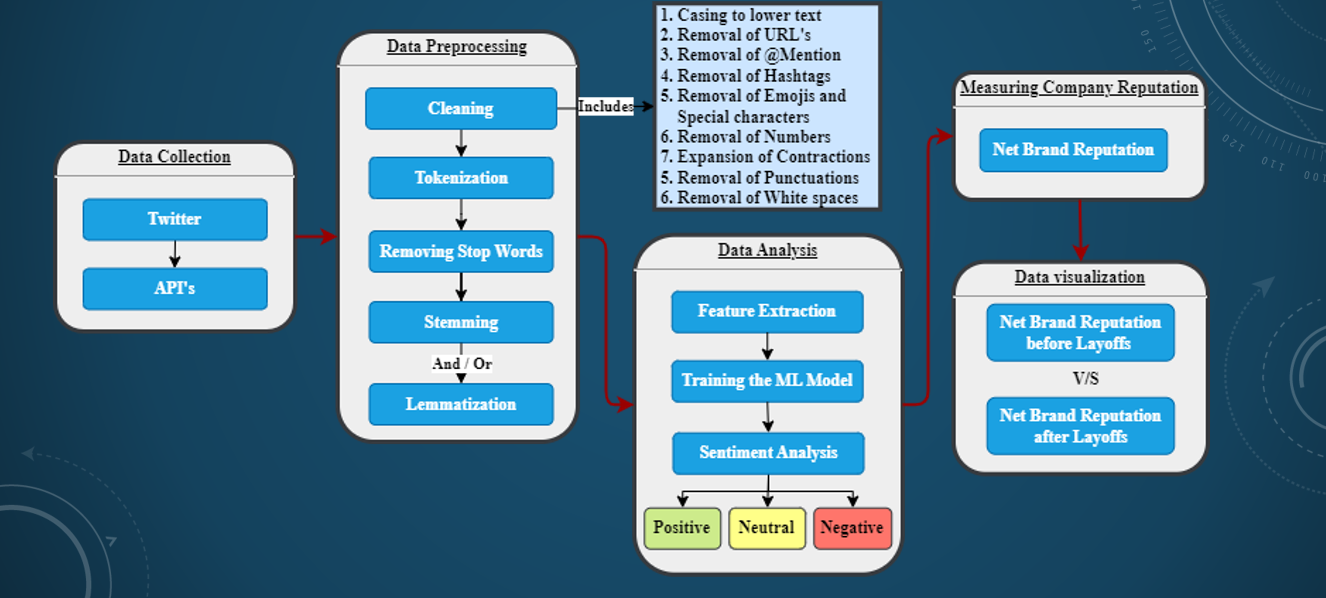 Data Collection
Twitter
API's
Data Preprocessing
Cleaning
Includes
Tokenization
Removing Stop Words
Stemming
And / Or
Lemmatization
1. Casing to lower text
2. Removal of URL's
3. Removal of @Mention
4. Removal of Hashtags
5. Removal of Emojis and
Special characters
6. Removal of Numbers
7. Expansion of Contractions
5. Removal of Punctuations
6. Removal of White spaces
Data Analysis
Feature Extraction
Training the ML Model
Sentiment Analysis
Positive
Neutral
Negative
Measuring Company Reputation
Net Brand Reputation
Data visualization
Net Brand Reputation
before Layoffs
V/S
Net Brand Reputation
after Layoffs
150
120
110